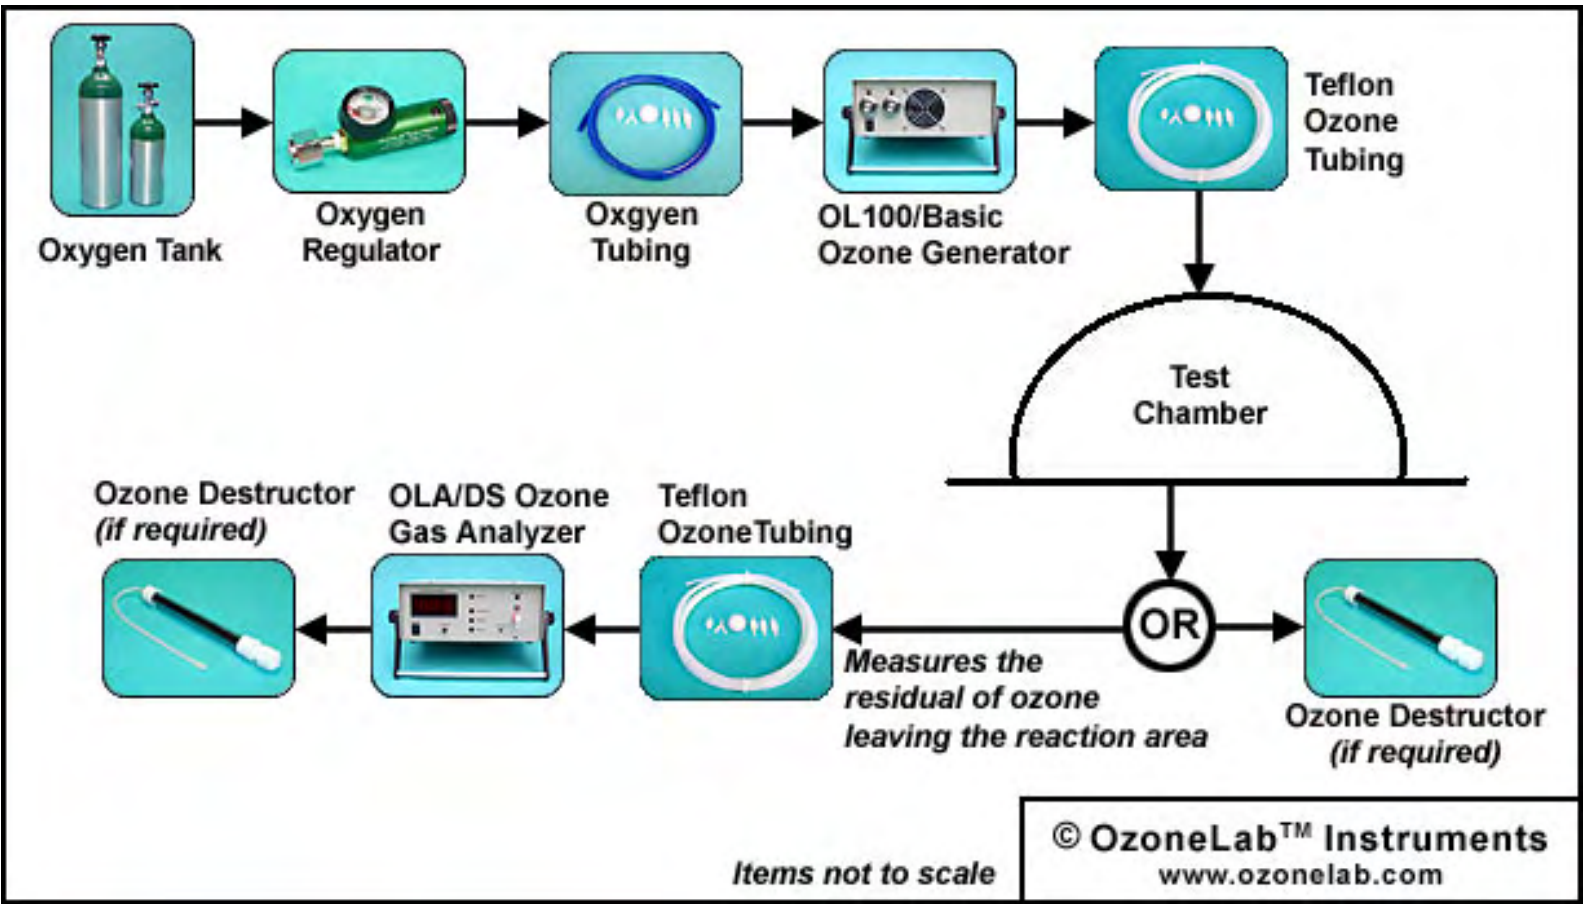 Oxygen Tank
Oxygen
Regulator
Oxgyen
Tubing
OL100/Basic
Ozone Generator
Teflon
Ozone
Tubing
Test
Chamber
Ozone Destructor
(if required)
OLA/DS Ozone
Gas Analyzer
Teflon
OzoneTubing
OR
Measures the
residual of ozone
leaving the reaction area
Ozone Destructor
(if required)
Items not to scale
© OzoneLab™ Instruments
www.ozonelab.com